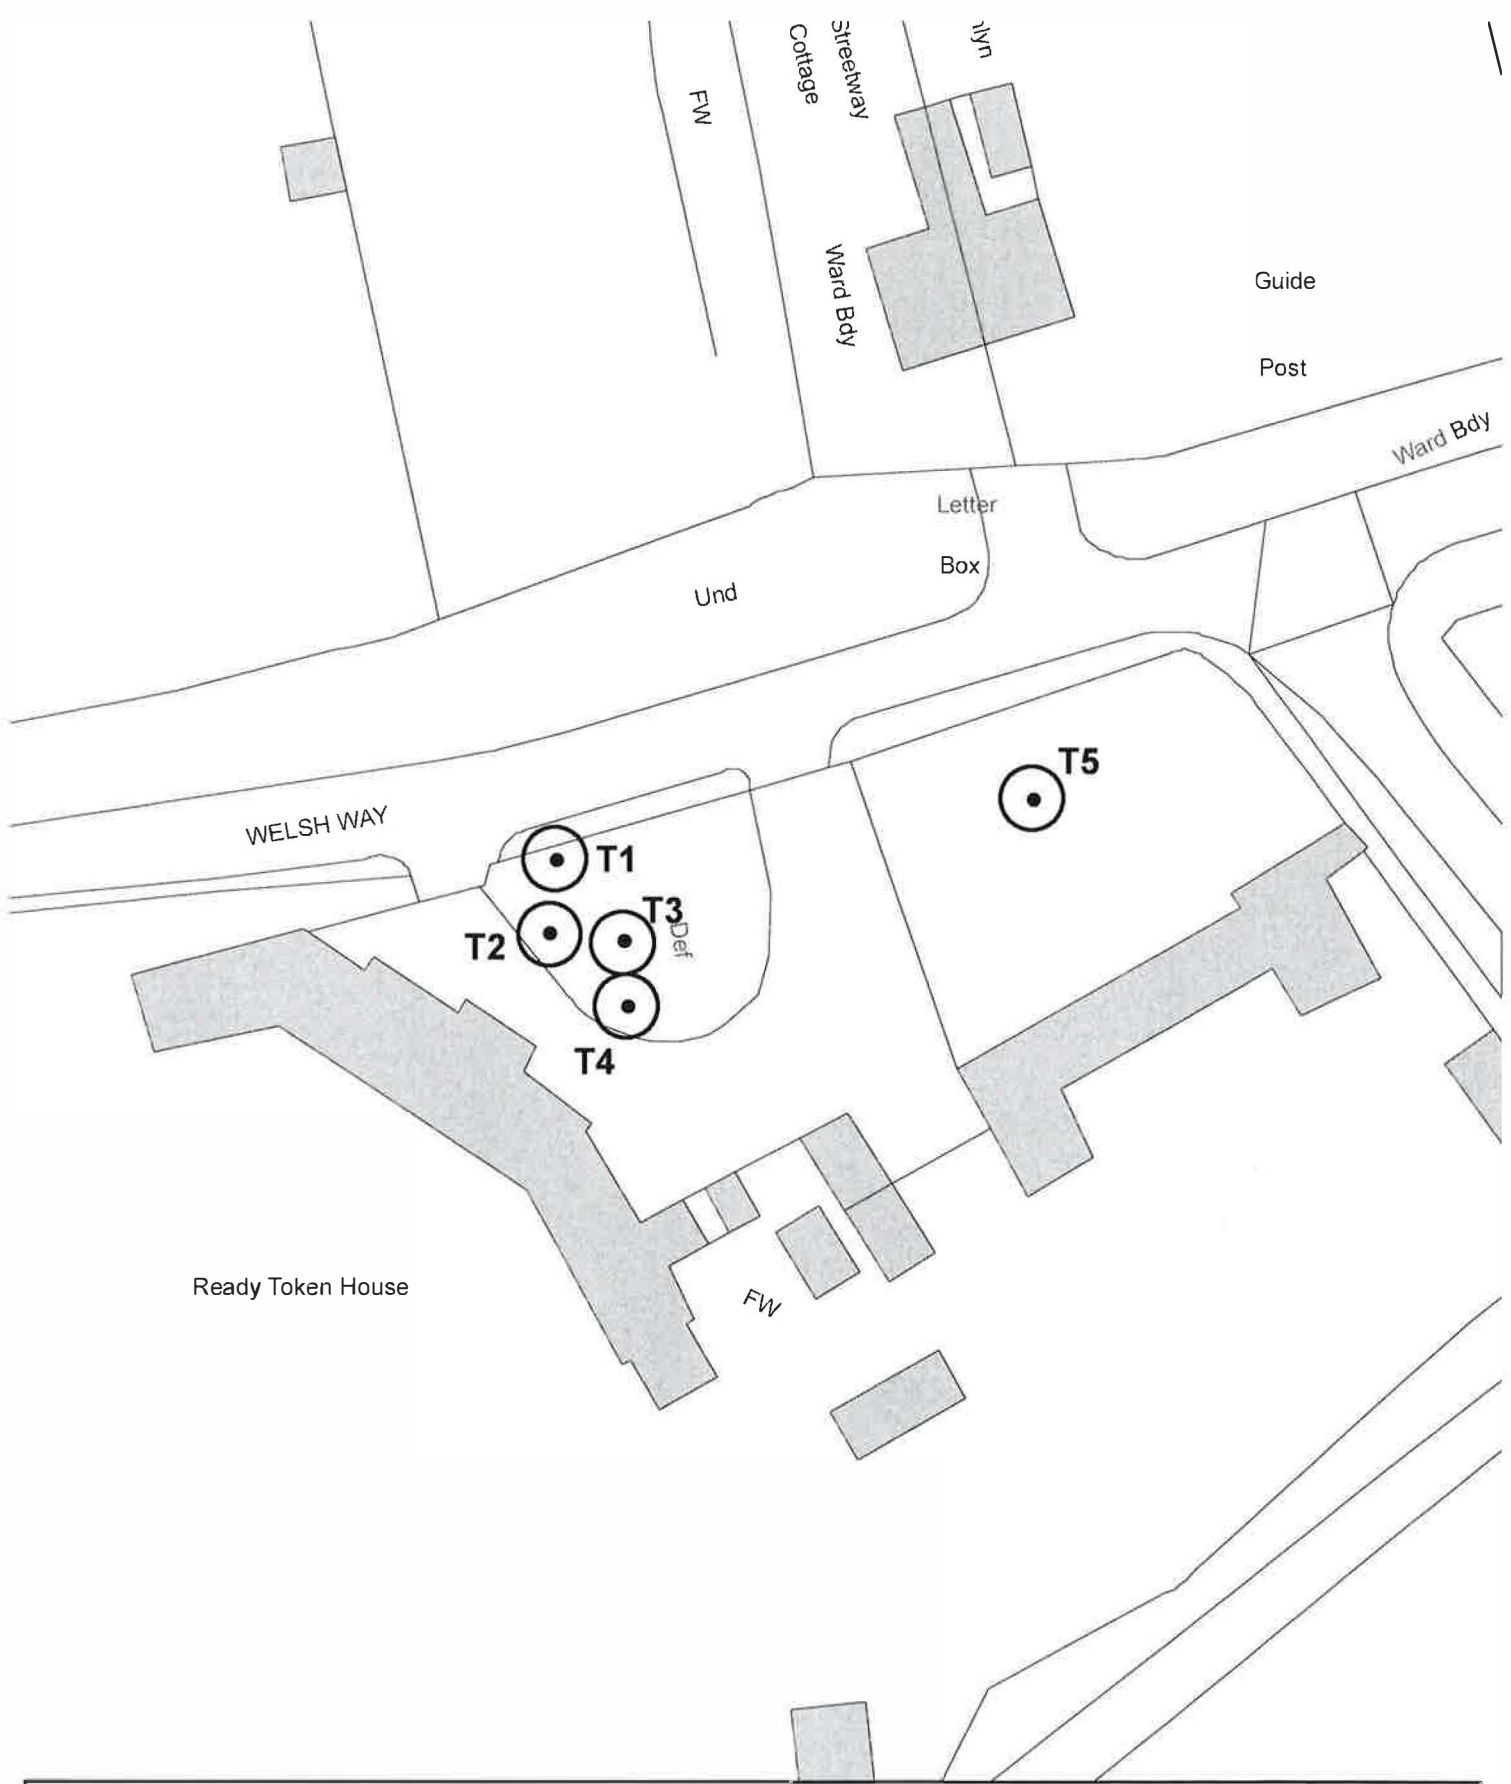 Streetway
Cottage
FW
Ward Bdy
Guide
Post
Ward Bdy
Letter
Box
Und
WELSH WAY
T5
T1
T3
T2
Def
T4
Ready Token House
FW